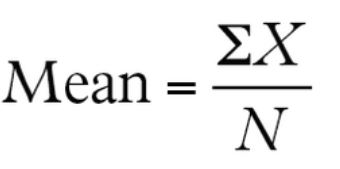 Mean = ΣX / N